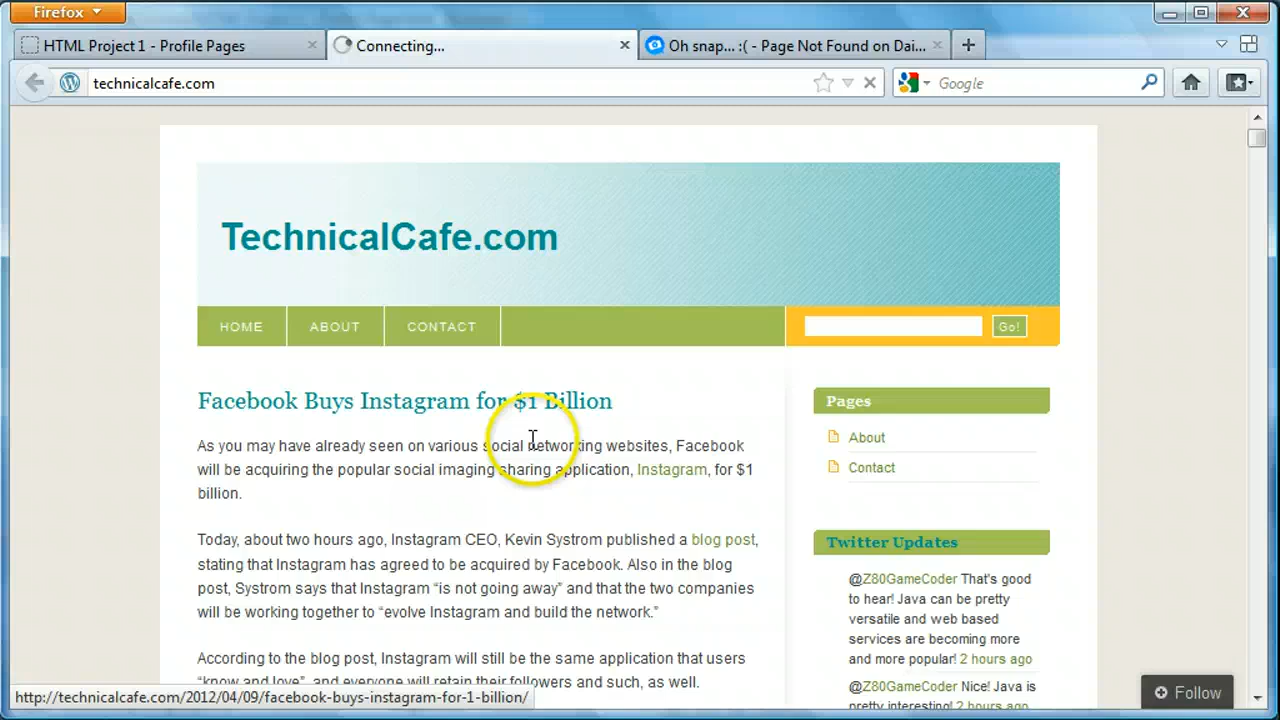 Firefox
HTML Project 1 - Profile Pages
Connecting...
Oh snap... :( - Page Not Found on Dai...
technicalcafe.com
Google
TechnicalCafe.com
HOME
ABOUT
CONTACT
Go!
Facebook Buys Instagram for $1 Billion
As you may have already seen on various social networking websites, Facebook
will be acquiring the popular social imaging sharing application, Instagram, for $1
billion.
Today, about two hours ago, Instagram CEO, Kevin Systrom published a blog post,
stating that Instagram has agreed to be acquired by Facebook. Also in the blog
post, Systrom says that Instagram “is not going away” and that the two companies
will be working together to “evolve Instagram and build the network.”
According to the blog post, Instagram will still be the same application that users
“know and love” and everyone will retain their followers and such, as well.
Pages
About
Contact
Twitter Updates
@Z80GameCoder That's good
to hear! Java can be pretty
versatile and web based
services are becoming more
and more popular! 2 hours ago
@Z80GameCoder Nice! Java is
pretty interesting! 2 hours ago
Follow
http://technicalcafe.com/2012/04/09/facebook-buys-instagram-for-1-billion/